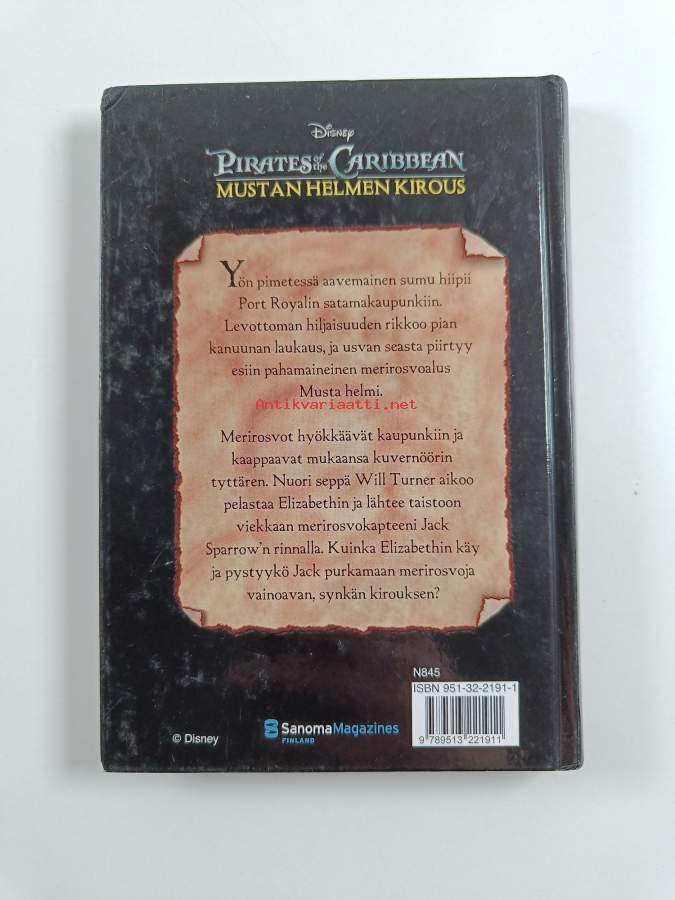 Disney
PIRATES of the CARIBBEAN
MUSTAN HELMEN KIROUS
Yön pimetessä aavemainen sumu hiipii
Port Royalin satamakaupunkiin.
Levottoman hiljaisuuden rikkoo pian
kanuunan laukaus, ja usvan seasta piirtyy
esiin pahamaineinen merirosvoalus
Musta helmi.
Antikvariaatti.net
Merirosvot hyökkäävät kaupunkiin ja
kaappaavat mukaansa kuvernöörin
tyttären. Nuori seppä Will Turner aikoo
pelastaa Elizabethin ja lähtee taistoon
viekkaan merirosvokapteeni Jack
Sparrow'n rinnalla. Kuinka Elizabethin käy
ja pystyykö Jack purkamaan merirosvoja
vainoavan, synkän kirouksen?
N845
ISBN 951-32-2191-1
9 789513 221911
© Disney
SanomaMagazines
FINLAND